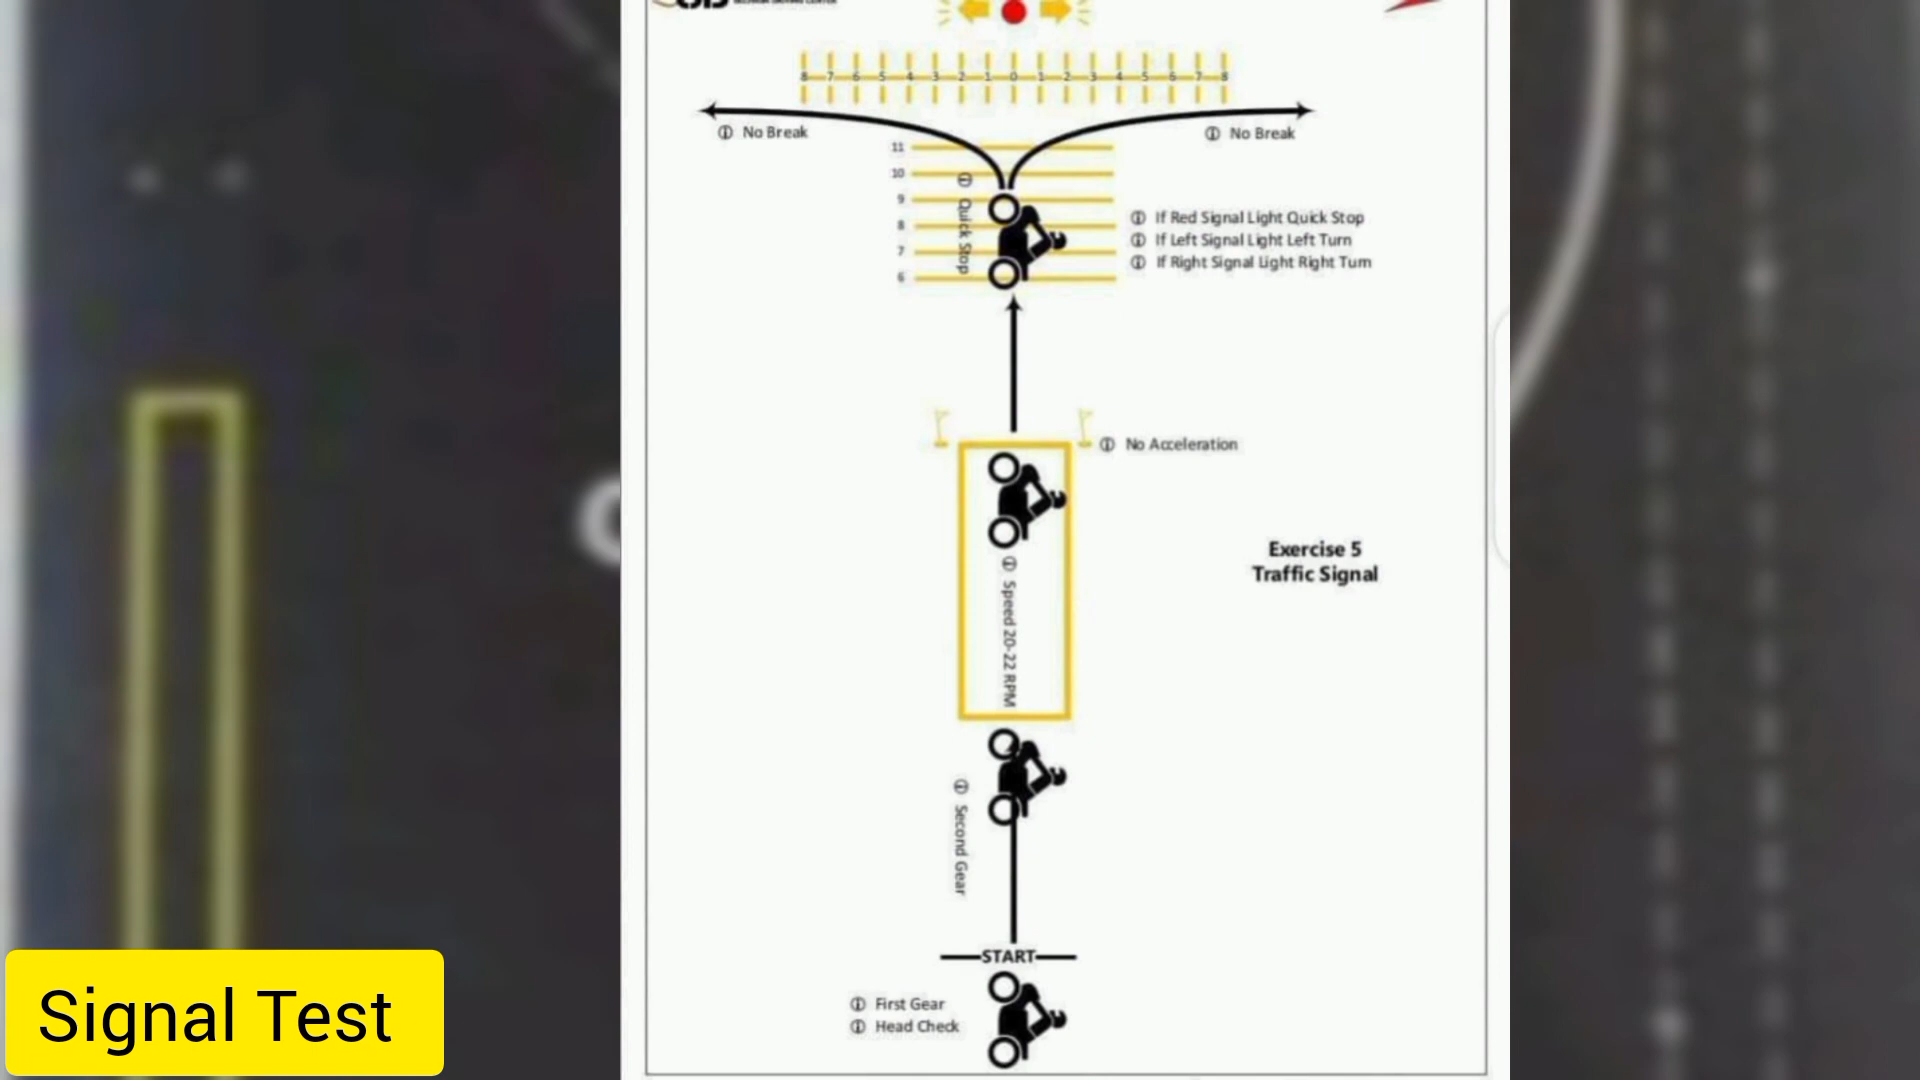 DRIVING CENTER
8 7 6 5 4 3 2 1 0 1 2 3 4 5 6 7 8
No Break
No Break
11
10
9
8
7
6
Quick Stop
If Red Signal Light Quick Stop
If Left Signal Light Left Turn
If Right Signal Light Right Turn
No Acceleration
Exercise 5
Traffic Signal
Speed 20-22 RPM
Second Gear
START
First Gear
Head Check
Signal Test